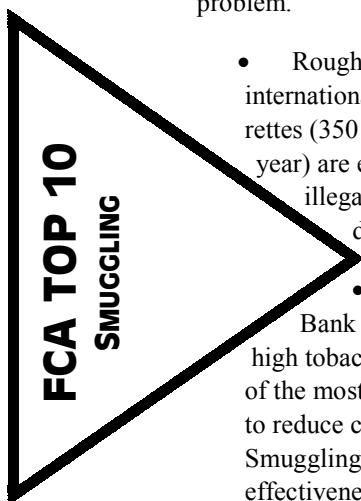 problem.
• Rough
internation
rettes (350
year) are e
illega
d
•
Bank
high tobac
of the most
to reduce c
Smuggling
effectivene
FCA TOP 10
SMUGGLING